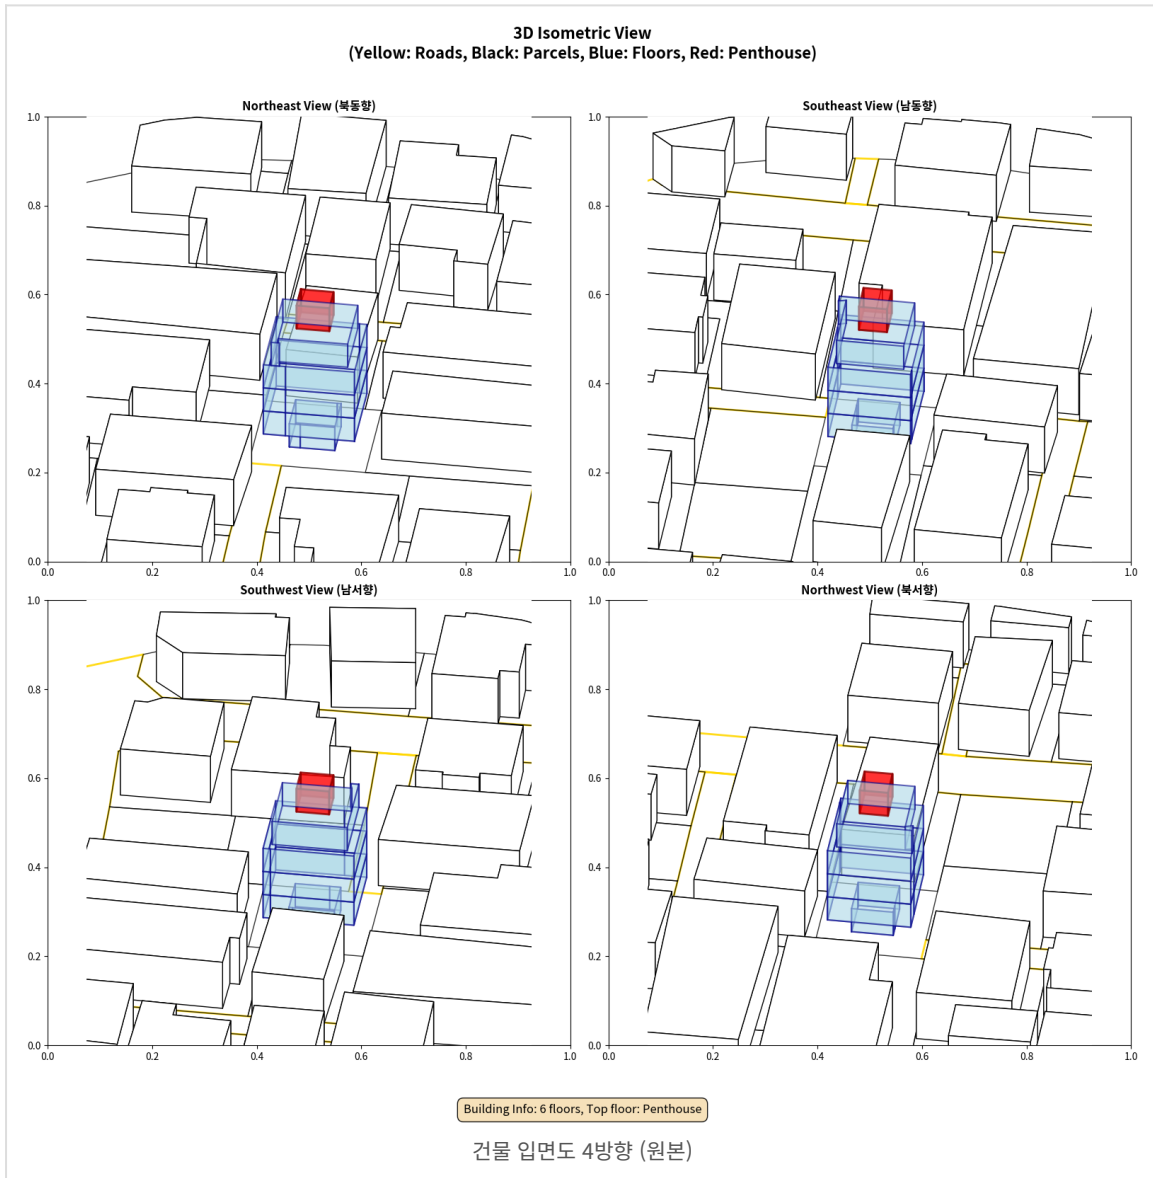 3D Isometric View
(Yellow: Roads, Black: Parcels, Blue: Floors, Red: Penthouse)
Northeast View (북동향)
1.0
0.8
0.6
0.4
0.2
0.0
0.0 0.2 0.4 0.6 0.8 1.0
Southeast View (남동향)
1.0
0.8
0.6
0.4
0.2
0.0
0.0 0.2 0.4 0.6 0.8 1.0
Southwest View (남서향)
1.0
0.8
0.6
0.4
0.2
0.0
0.0 0.2 0.4 0.6 0.8 1.0
Northwest View (북서향)
1.0
0.8
0.6
0.4
0.2
0.0
0.0 0.2 0.4 0.6 0.8 1.0
Building Info: 6 floors, Top floor: Penthouse
건물 입면도 4방향 (원본)